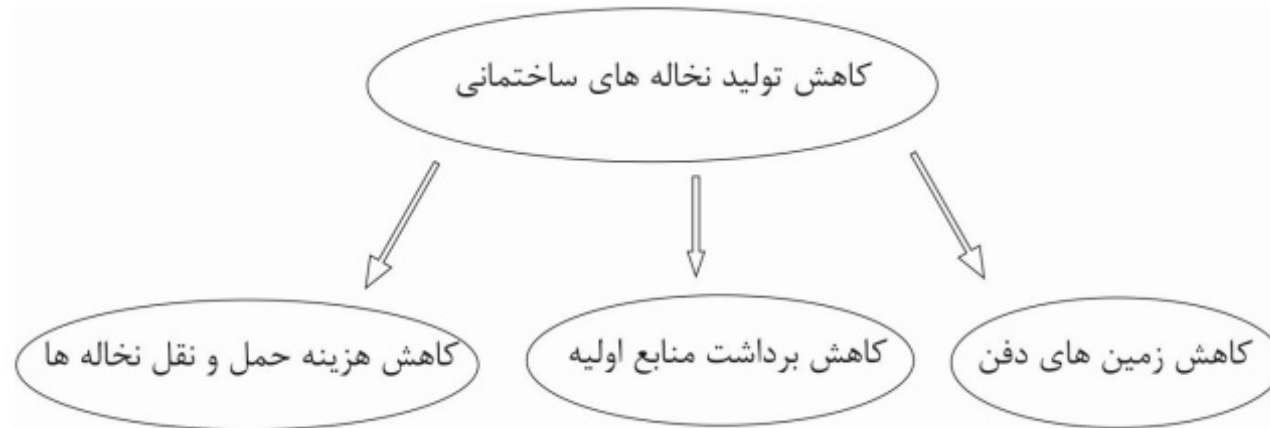 کاهش تولید نخاله های ساختمانی
کاهش زمین های دفن
کاهش برداشت منابع اولیه
کاهش هزینه حمل و نقل نخاله ها